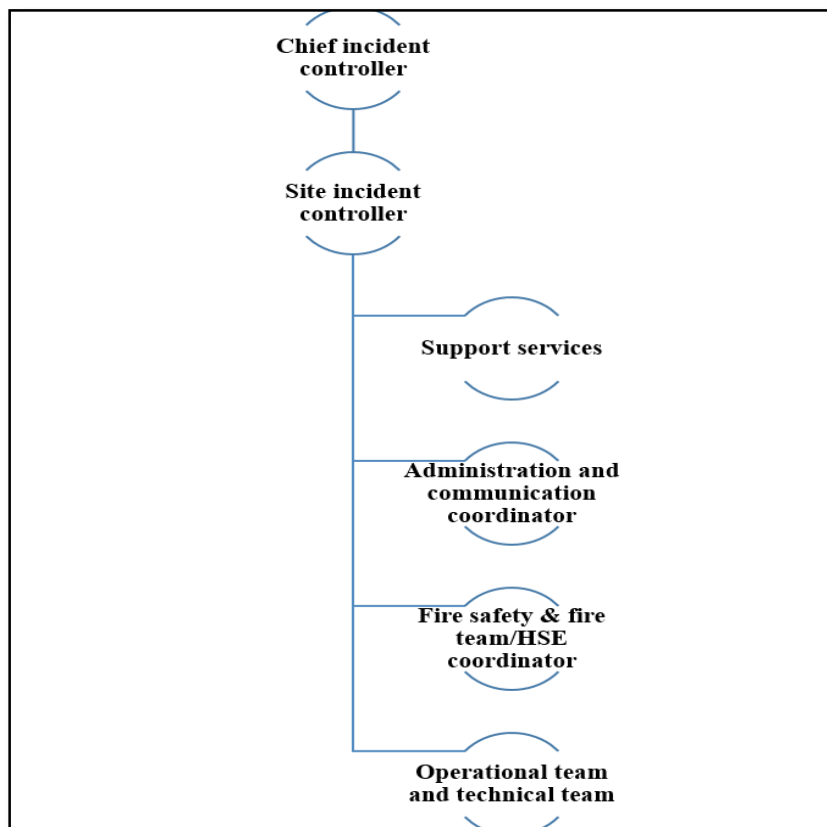 Chief incident
controller
Site incident
controller
Support services
Administration and
communication
coordinator
Fire safety & fire
team/HSE
coordinator
Operational team
and technical team